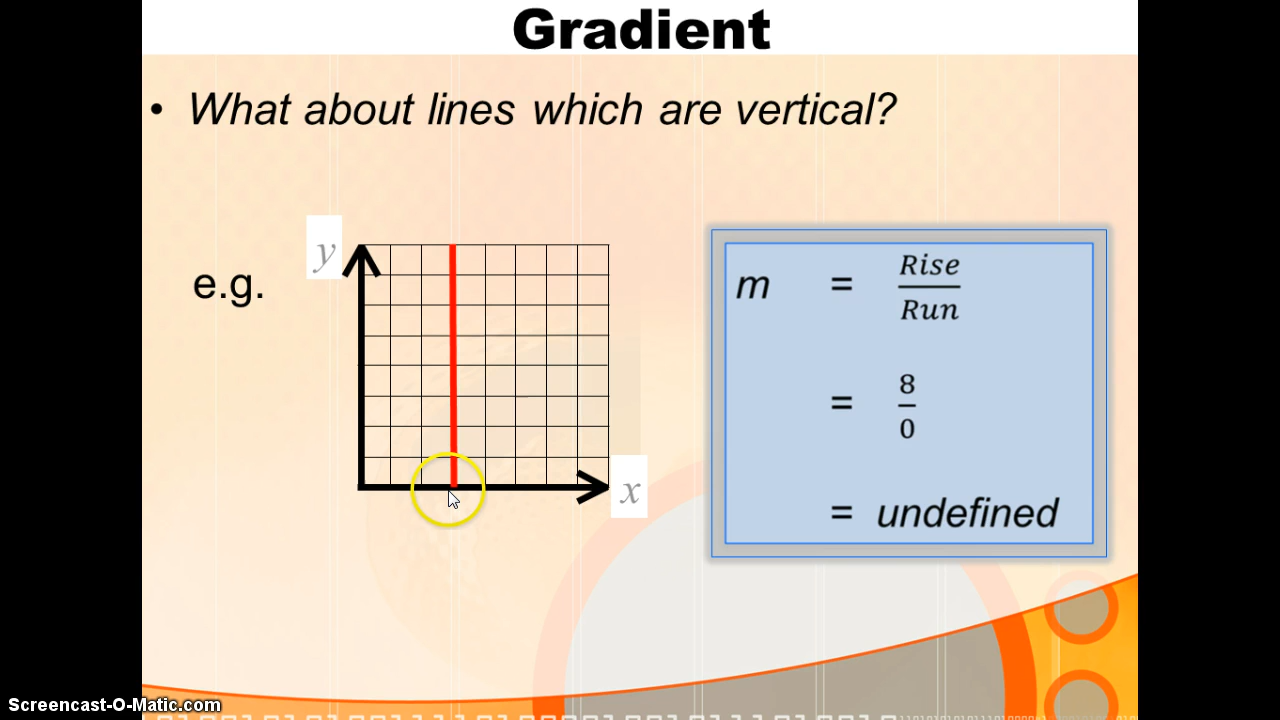 Gradient
• What about lines which are vertical?
e.g.
y
x
m = Rise/Run
= 8/0
= undefined
Screencast-O-Matic.com